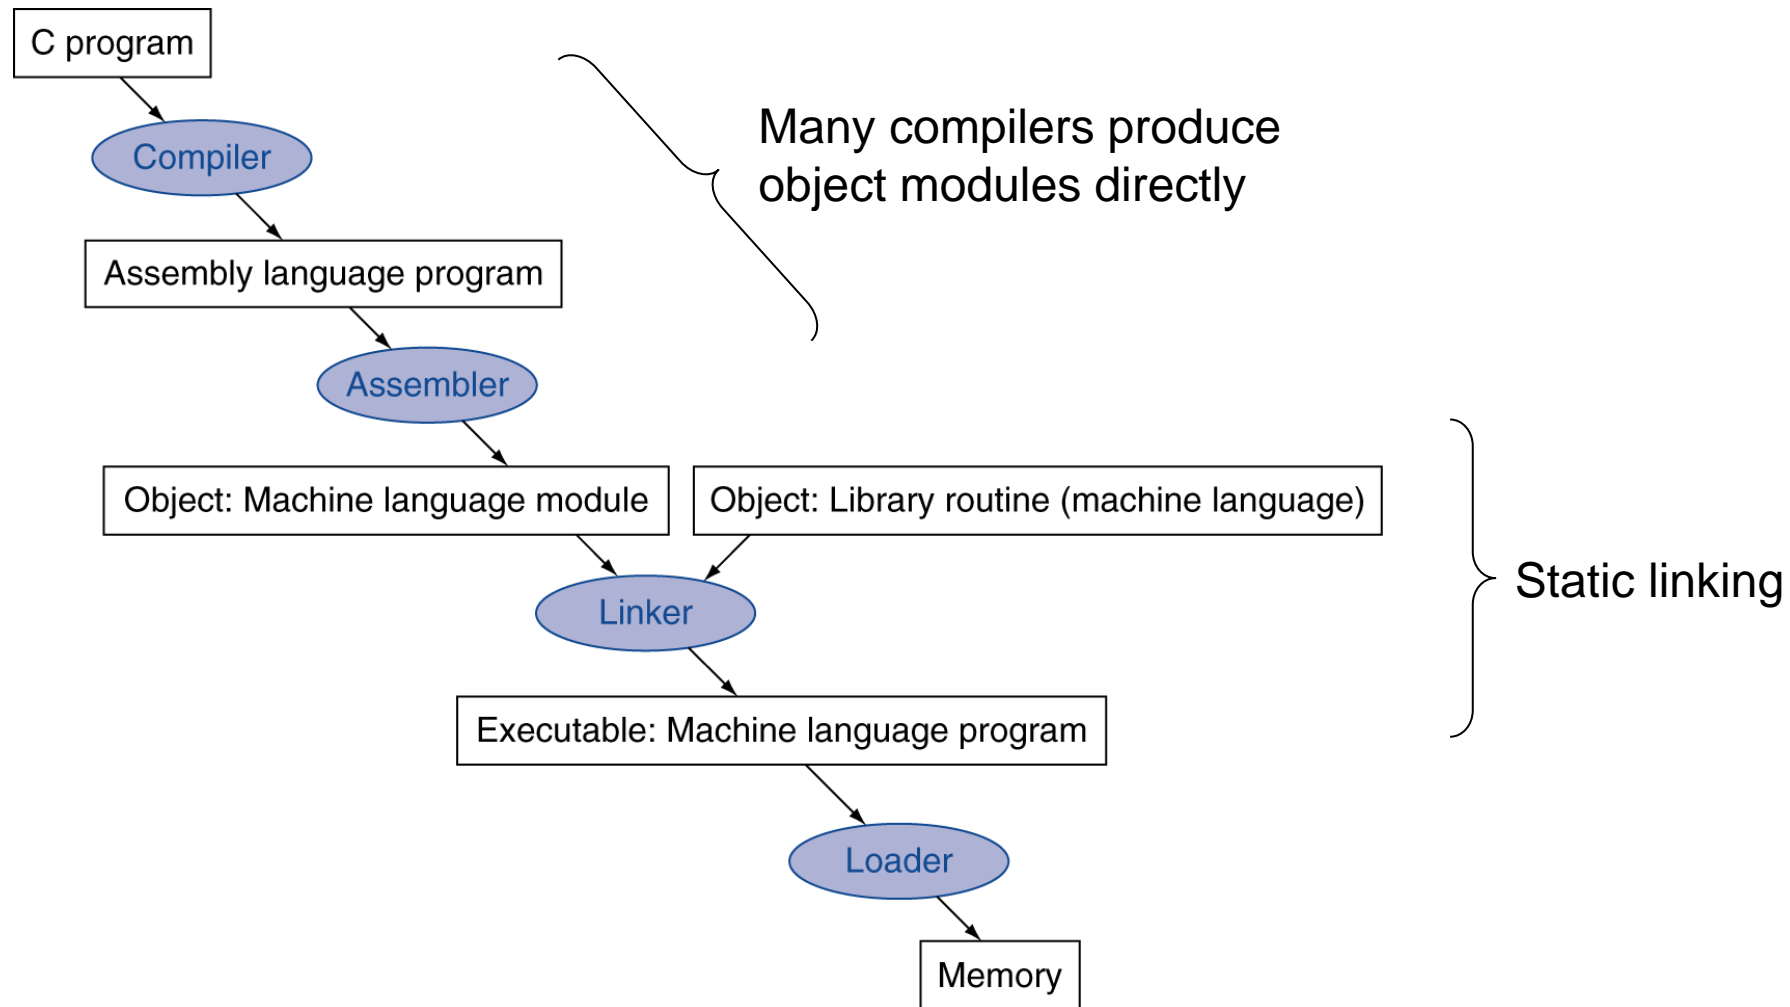 C program
Compiler
Many compilers produce
object modules directly
Assembly language program
Assembler
Object: Machine language module
Object: Library routine (machine language)
Linker
Static linking
Executable: Machine language program
Loader
Memory